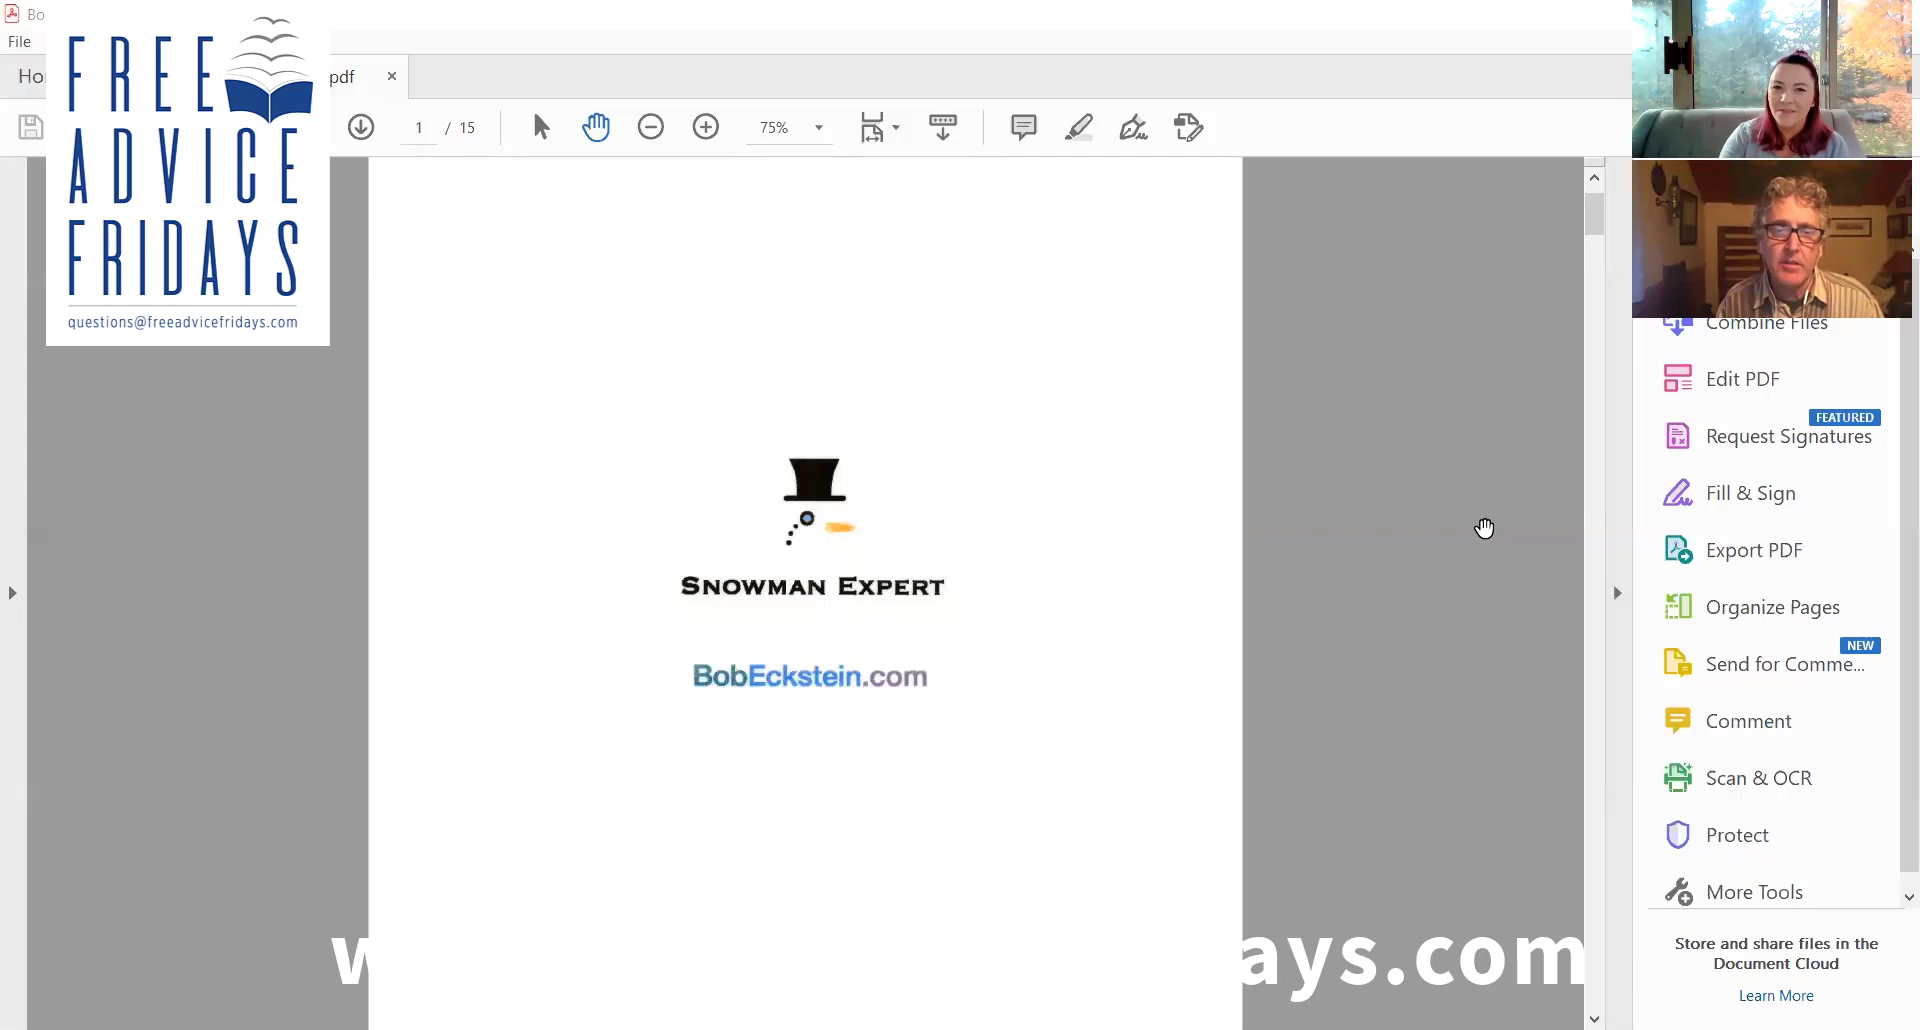 Bo
File
Ho
pdf
FREE
ADVICE
FRIDAYS
questions@freeadvicefridays.com
1 / 15
75%
SNOWMAN EXPERT
BobEckstein.com
Combine Files
Edit PDF
FEATURED
Request Signatures
Fill & Sign
Export PDF
Organize Pages
NEW
Send for Comme...
Comment
Scan & OCR
Protect
More Tools
Store and share files in the
Document Cloud
Learn More
w ays.com